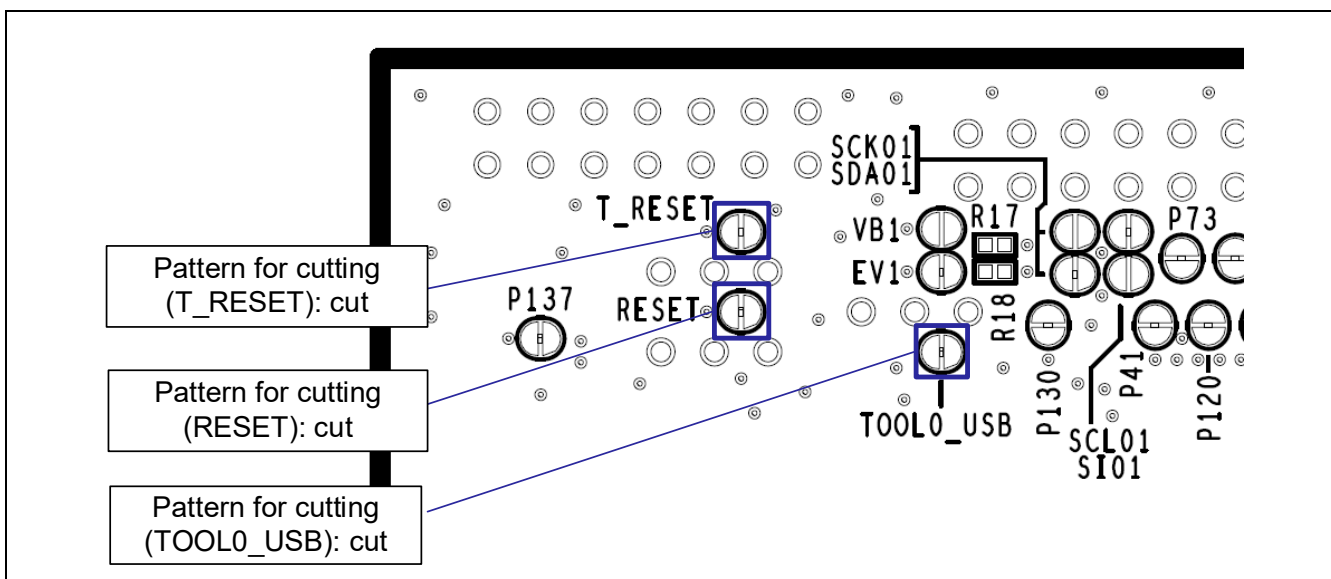 SCK01
SDA01
T_RESET
VB1
R17
P73
EV1
Pattern for cutting
(T_RESET): cut
P137
RESET
R18
P130
P41
P120
Pattern for cutting
(RESET): cut
TOOL0_USB
SCL01
SI01
Pattern for cutting
(TOOL0_USB): cut